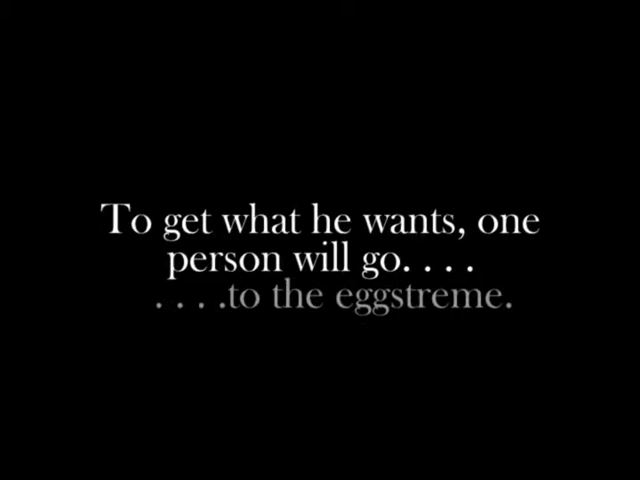 To get what he wants, one
person will go. . . .
. . . .to the eggstreme.